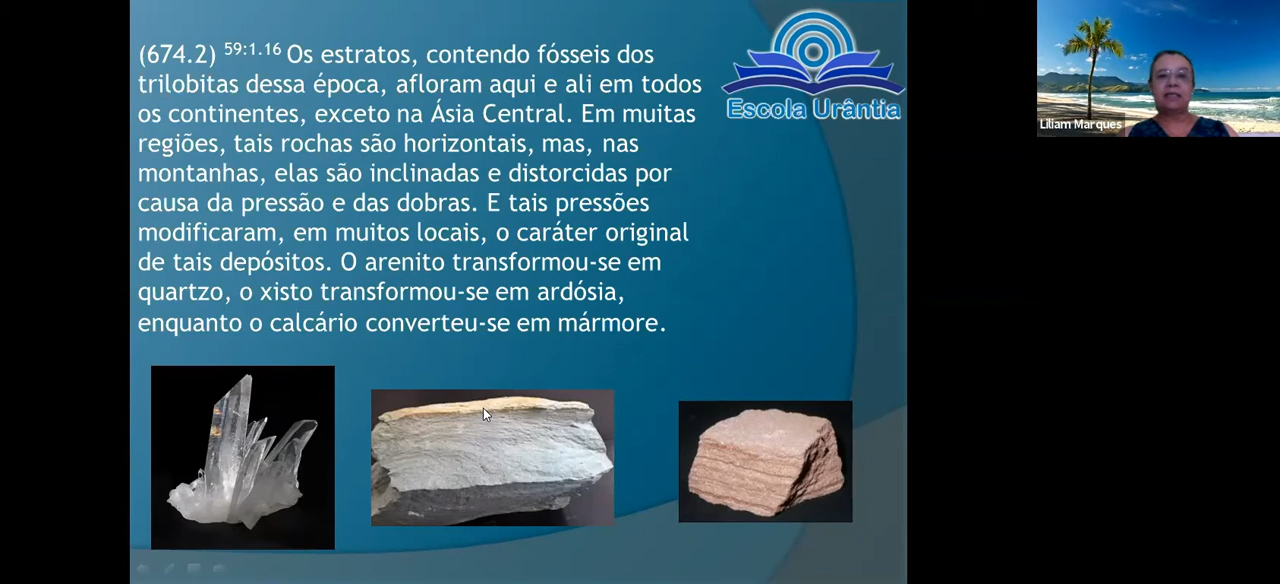 (674.2) 59:1.16 Os estratos, contendo fósseis dos
trilobitas dessa época, afloram aqui e ali em todos
os continentes, exceto na Ásia Central. Em muitas
regiões, tais rochas são horizontais, mas, nas
montanhas, elas são inclinadas e distorcidas por
causa da pressão e das dobras. E tais pressões
modificaram, em muitos locais, o caráter original
de tais depósitos. O arenito transformou-se em
quartzo, o xisto transformou-se em ardósia,
enquanto o calcário converteu-se em mármore.
Escola Urântia
Liliam Marques